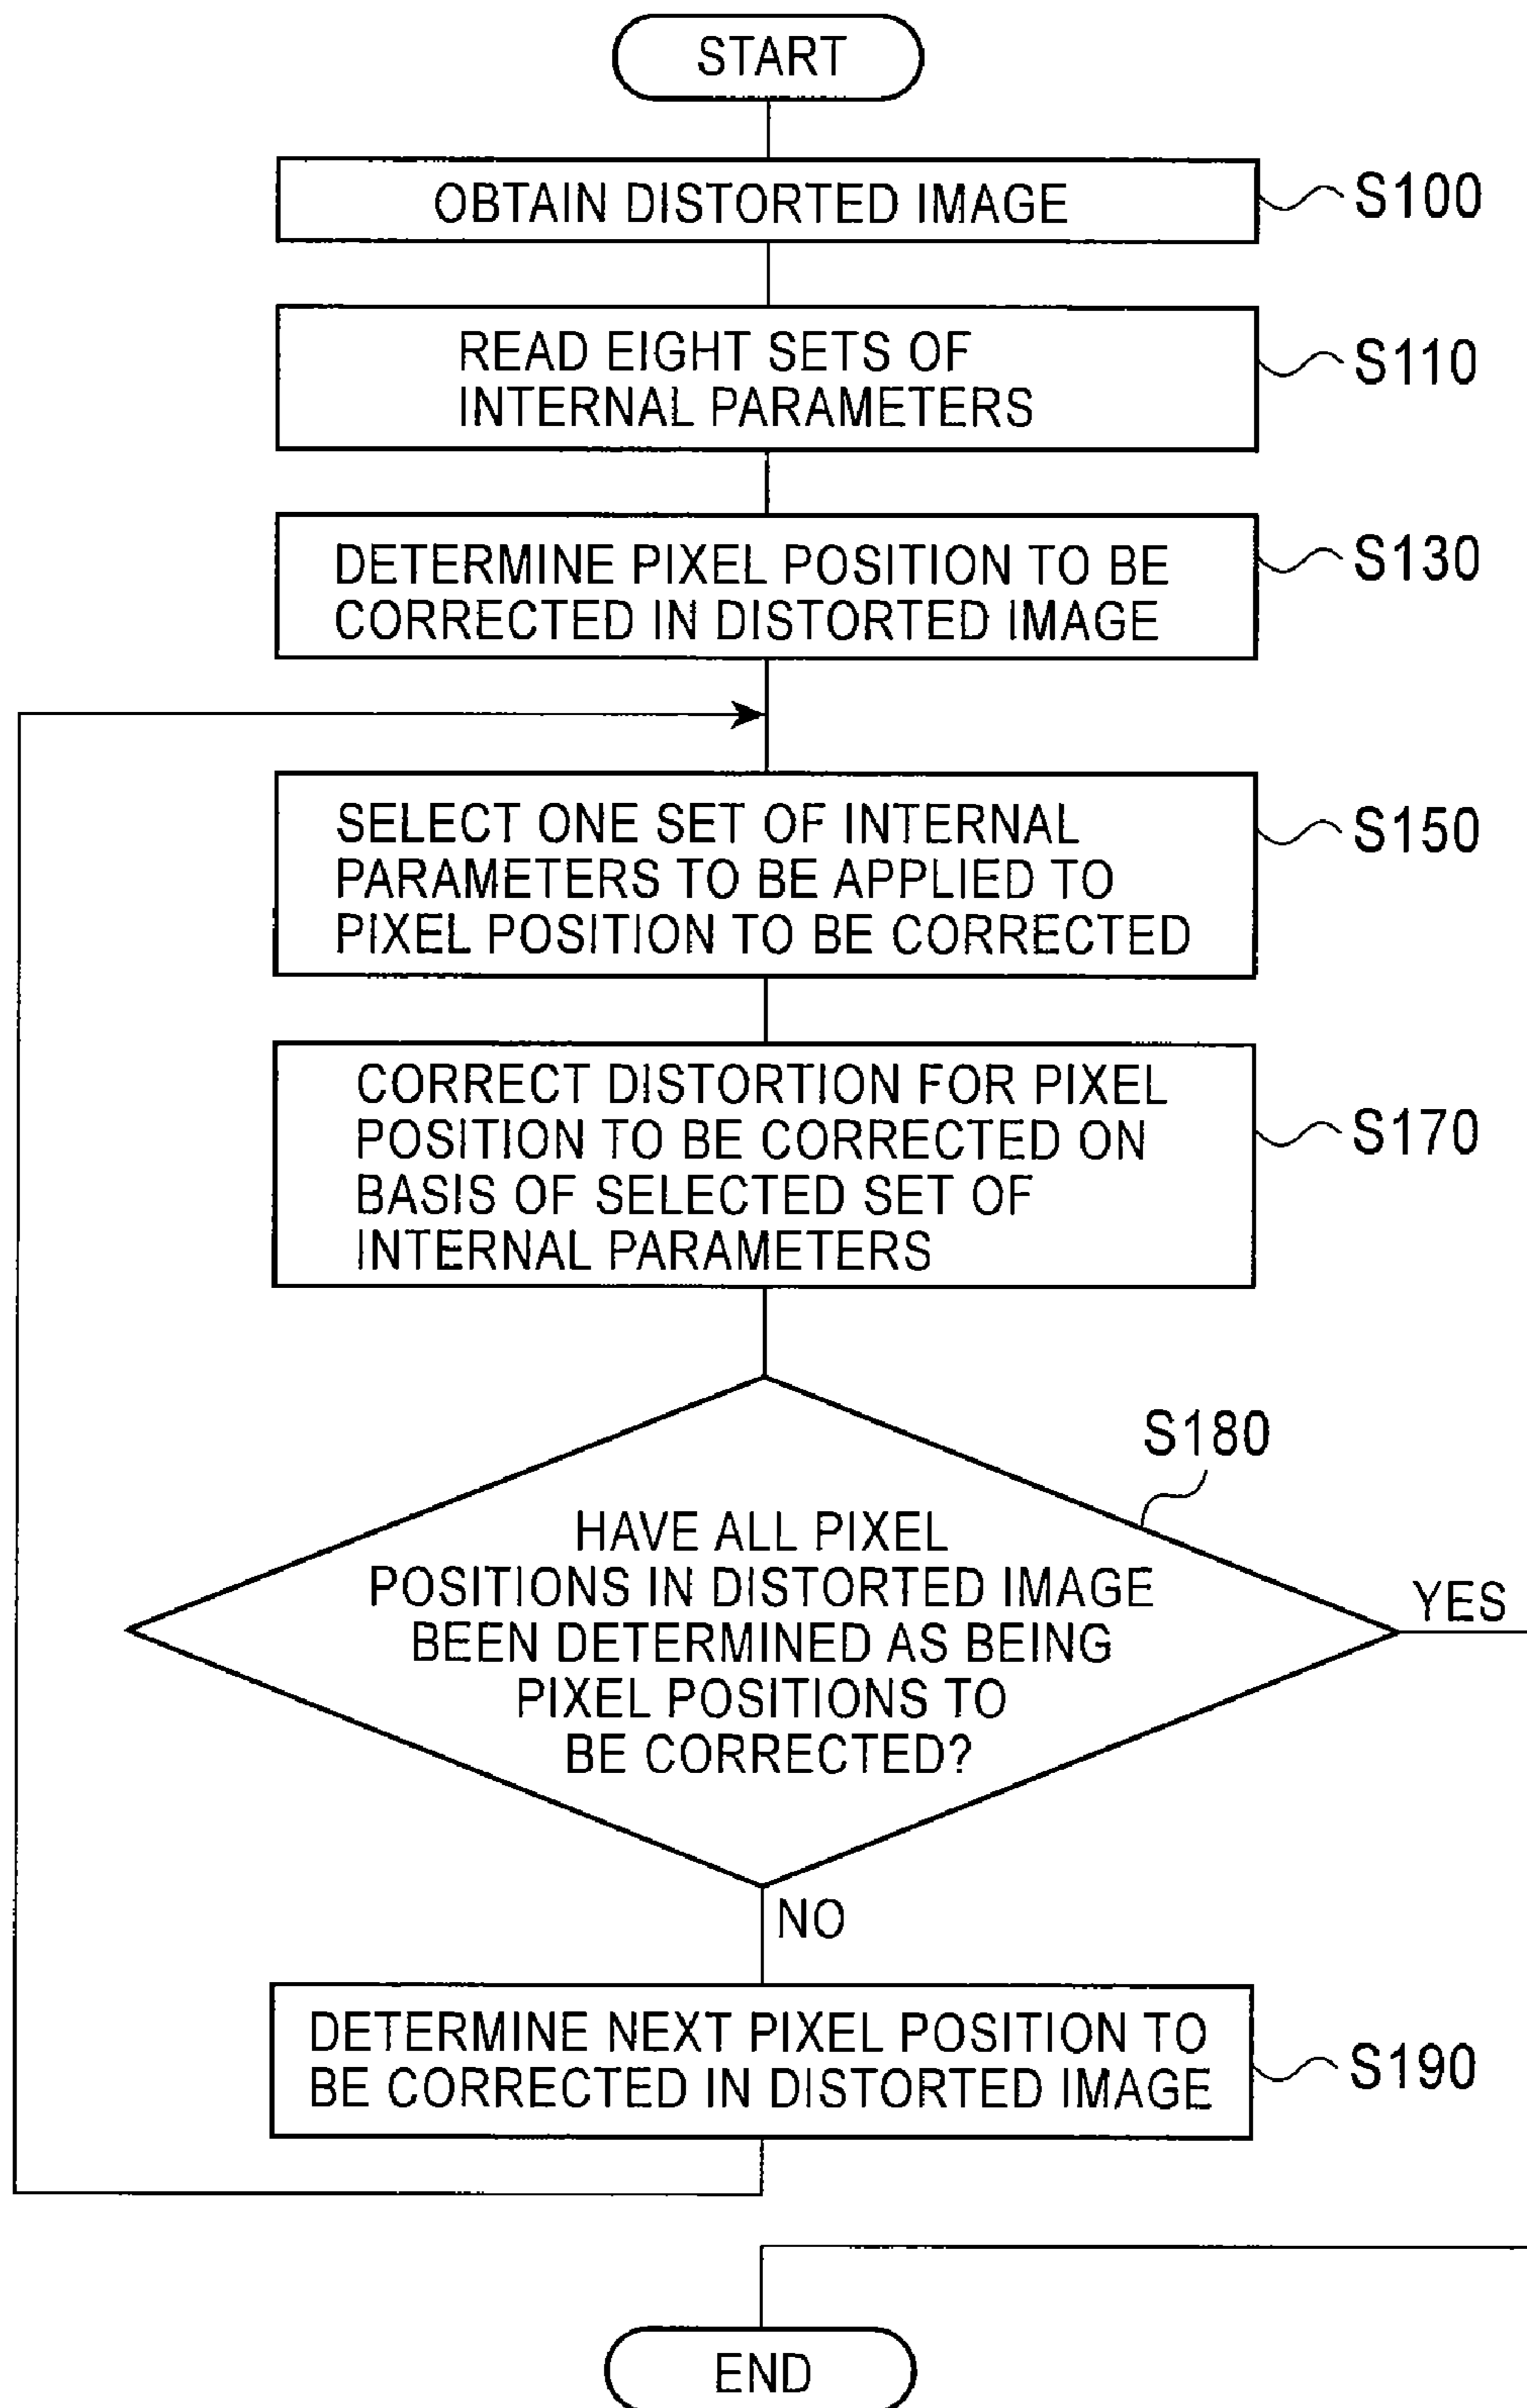 START
OBTAIN DISTORTED IMAGE
S100
READ EIGHT SETS OF
INTERNAL PARAMETERS
S110
DETERMINE PIXEL POSITION TO BE
CORRECTED IN DISTORTED IMAGE
S130
SELECT ONE SET OF INTERNAL
PARAMETERS TO BE APPLIED TO
PIXEL POSITION TO BE CORRECTED
S150
CORRECT DISTORTION FOR PIXEL
POSITION TO BE CORRECTED ON
BASIS OF SELECTED SET OF
INTERNAL PARAMETERS
S170
S180
HAVE ALL PIXEL
POSITIONS IN DISTORTED IMAGE
BEEN DETERMINED AS BEING
PIXEL POSITIONS TO
BE CORRECTED?
YES
NO
DETERMINE NEXT PIXEL POSITION TO
BE CORRECTED IN DISTORTED IMAGE
S190
END